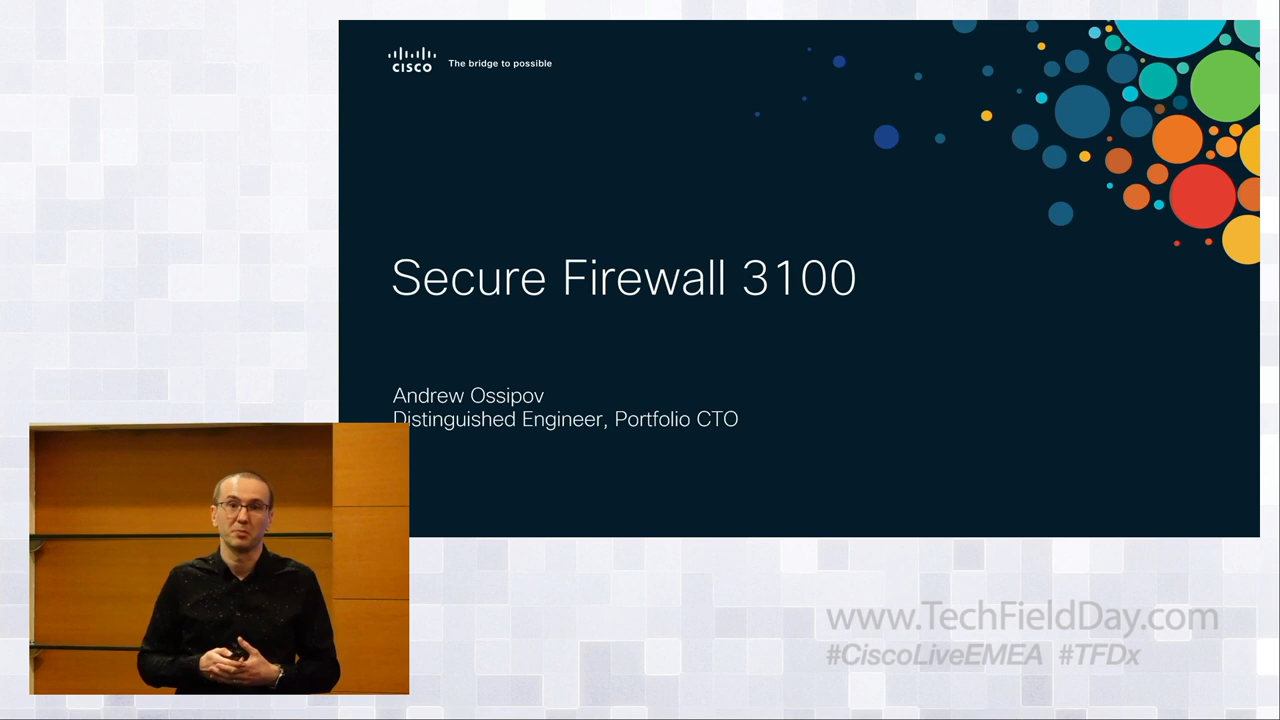 CISCO
The bridge to possible
Secure Firewall 3100
Andrew Ossipov
Distinguished Engineer, Portfolio CTO
www.TechFieldDay.com
#CiscoLiveEMEA #TFDx